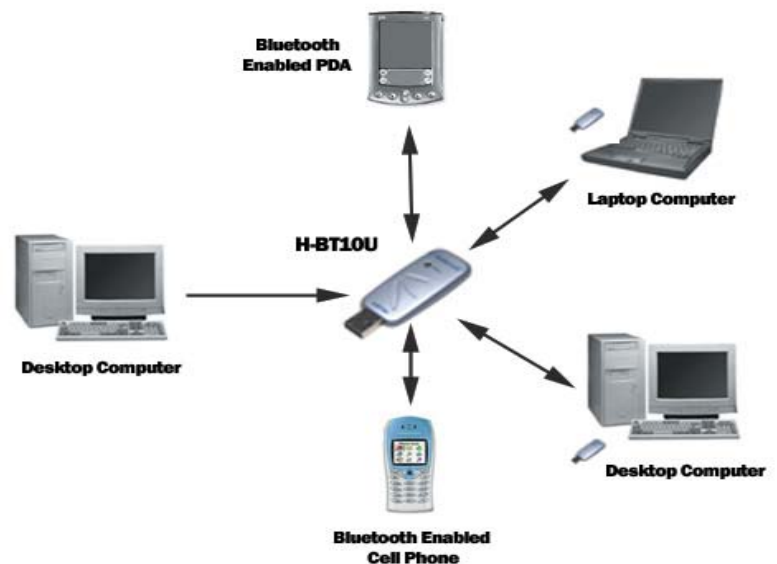 Bluetooth
Enabled PDA
Laptop Computer
H-BT10U
Desktop Computer
Desktop Computer
Bluetooth Enabled
Cell Phone